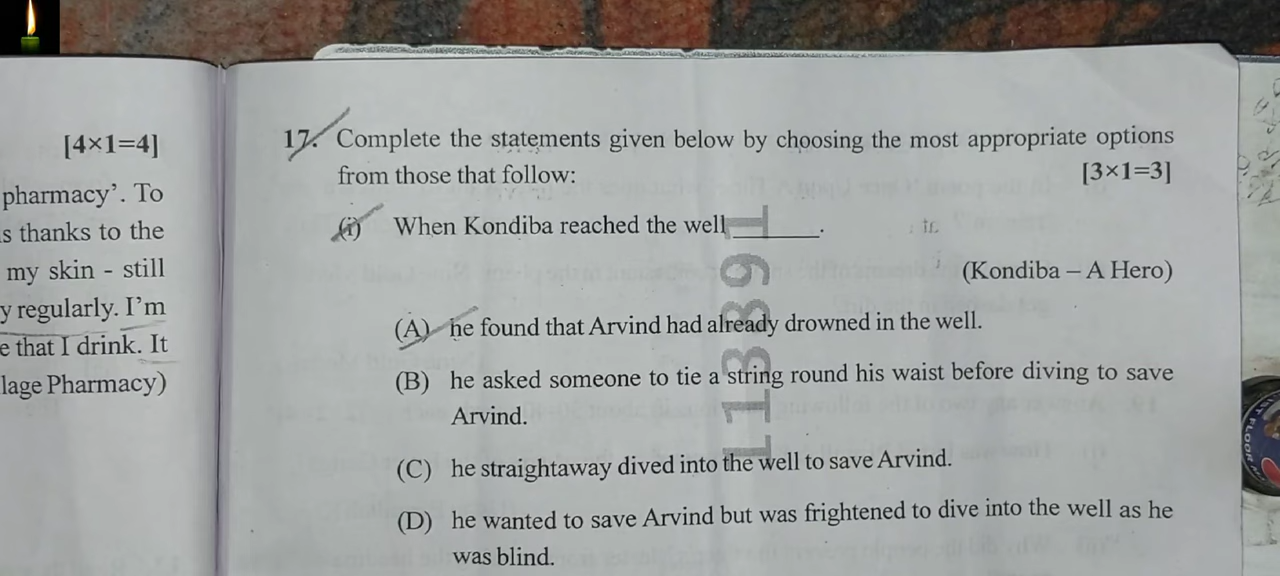 [4×1=4]
pharmacy'. To
s thanks to the
my skin - still
y regularly. I'm
e that I drink. It
lage Pharmacy)
17. Complete the statements given below by choosing the most appropriate options
from those that follow: [3×1=3]
(i) When Kondiba reached the well ______.
(Kondiba – A Hero)
(A) he found that Arvind had already drowned in the well.
(B) he asked someone to tie a string round his waist before diving to save
Arvind.
(C) he straightaway dived into the well to save Arvind.
(D) he wanted to save Arvind but was frightened to dive into the well as he
was blind.
FLOOR